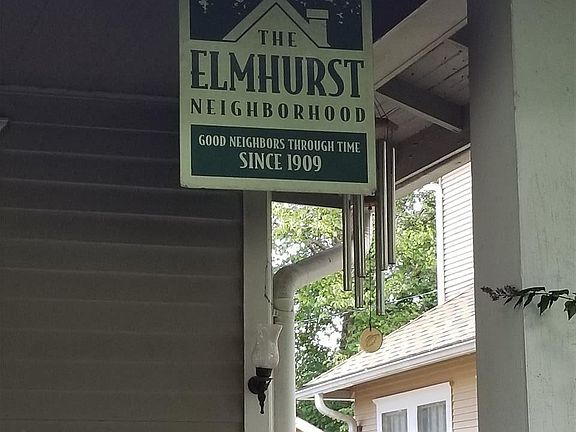 THE
ELMHURST
NEIGHBORHOOD
GOOD NEIGHBORS THROUGH TIME
SINCE 1909